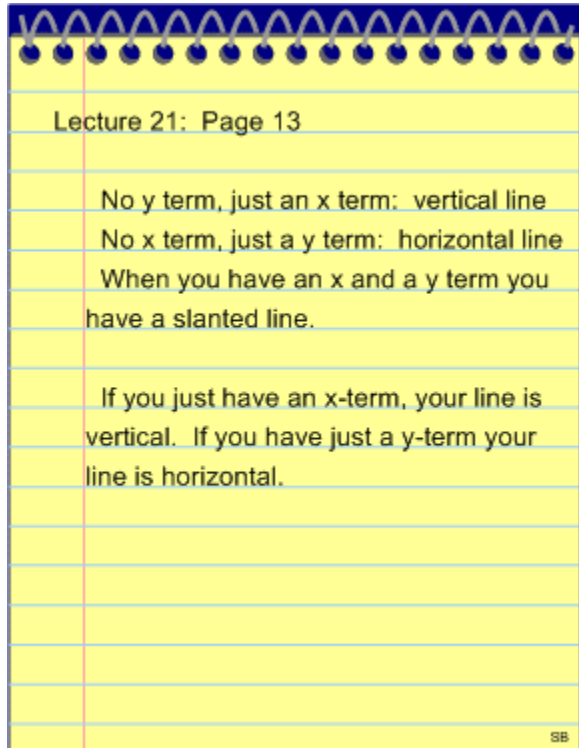 Lecture 21:  Page 13
No y term, just an x term:  vertical line
No x term, just a y term:  horizontal line
When you have an x and a y term you
have a slanted line.
If you just have an x-term, your line is
vertical.  If you have just a y-term your
line is horizontal.
SB